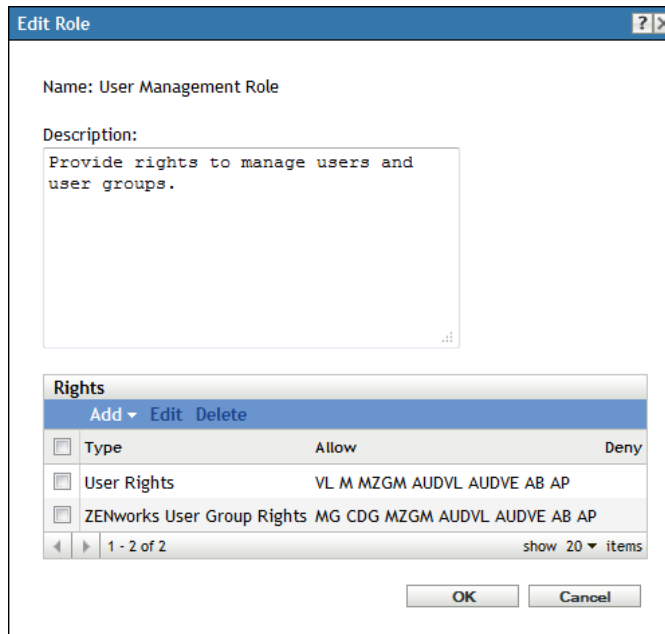 Edit Role
?
Name: User Management Role
Description:
Provide rights to manage users and
user groups.
Rights
Add Edit Delete
Type Allow Deny
User Rights VL M MZGM AUDVL AUDVE AB AP
ZENworks User Group Rights MG CDG MZGM AUDVL AUDVE AB AP
1 - 2 of 2 show 20 items
OK Cancel